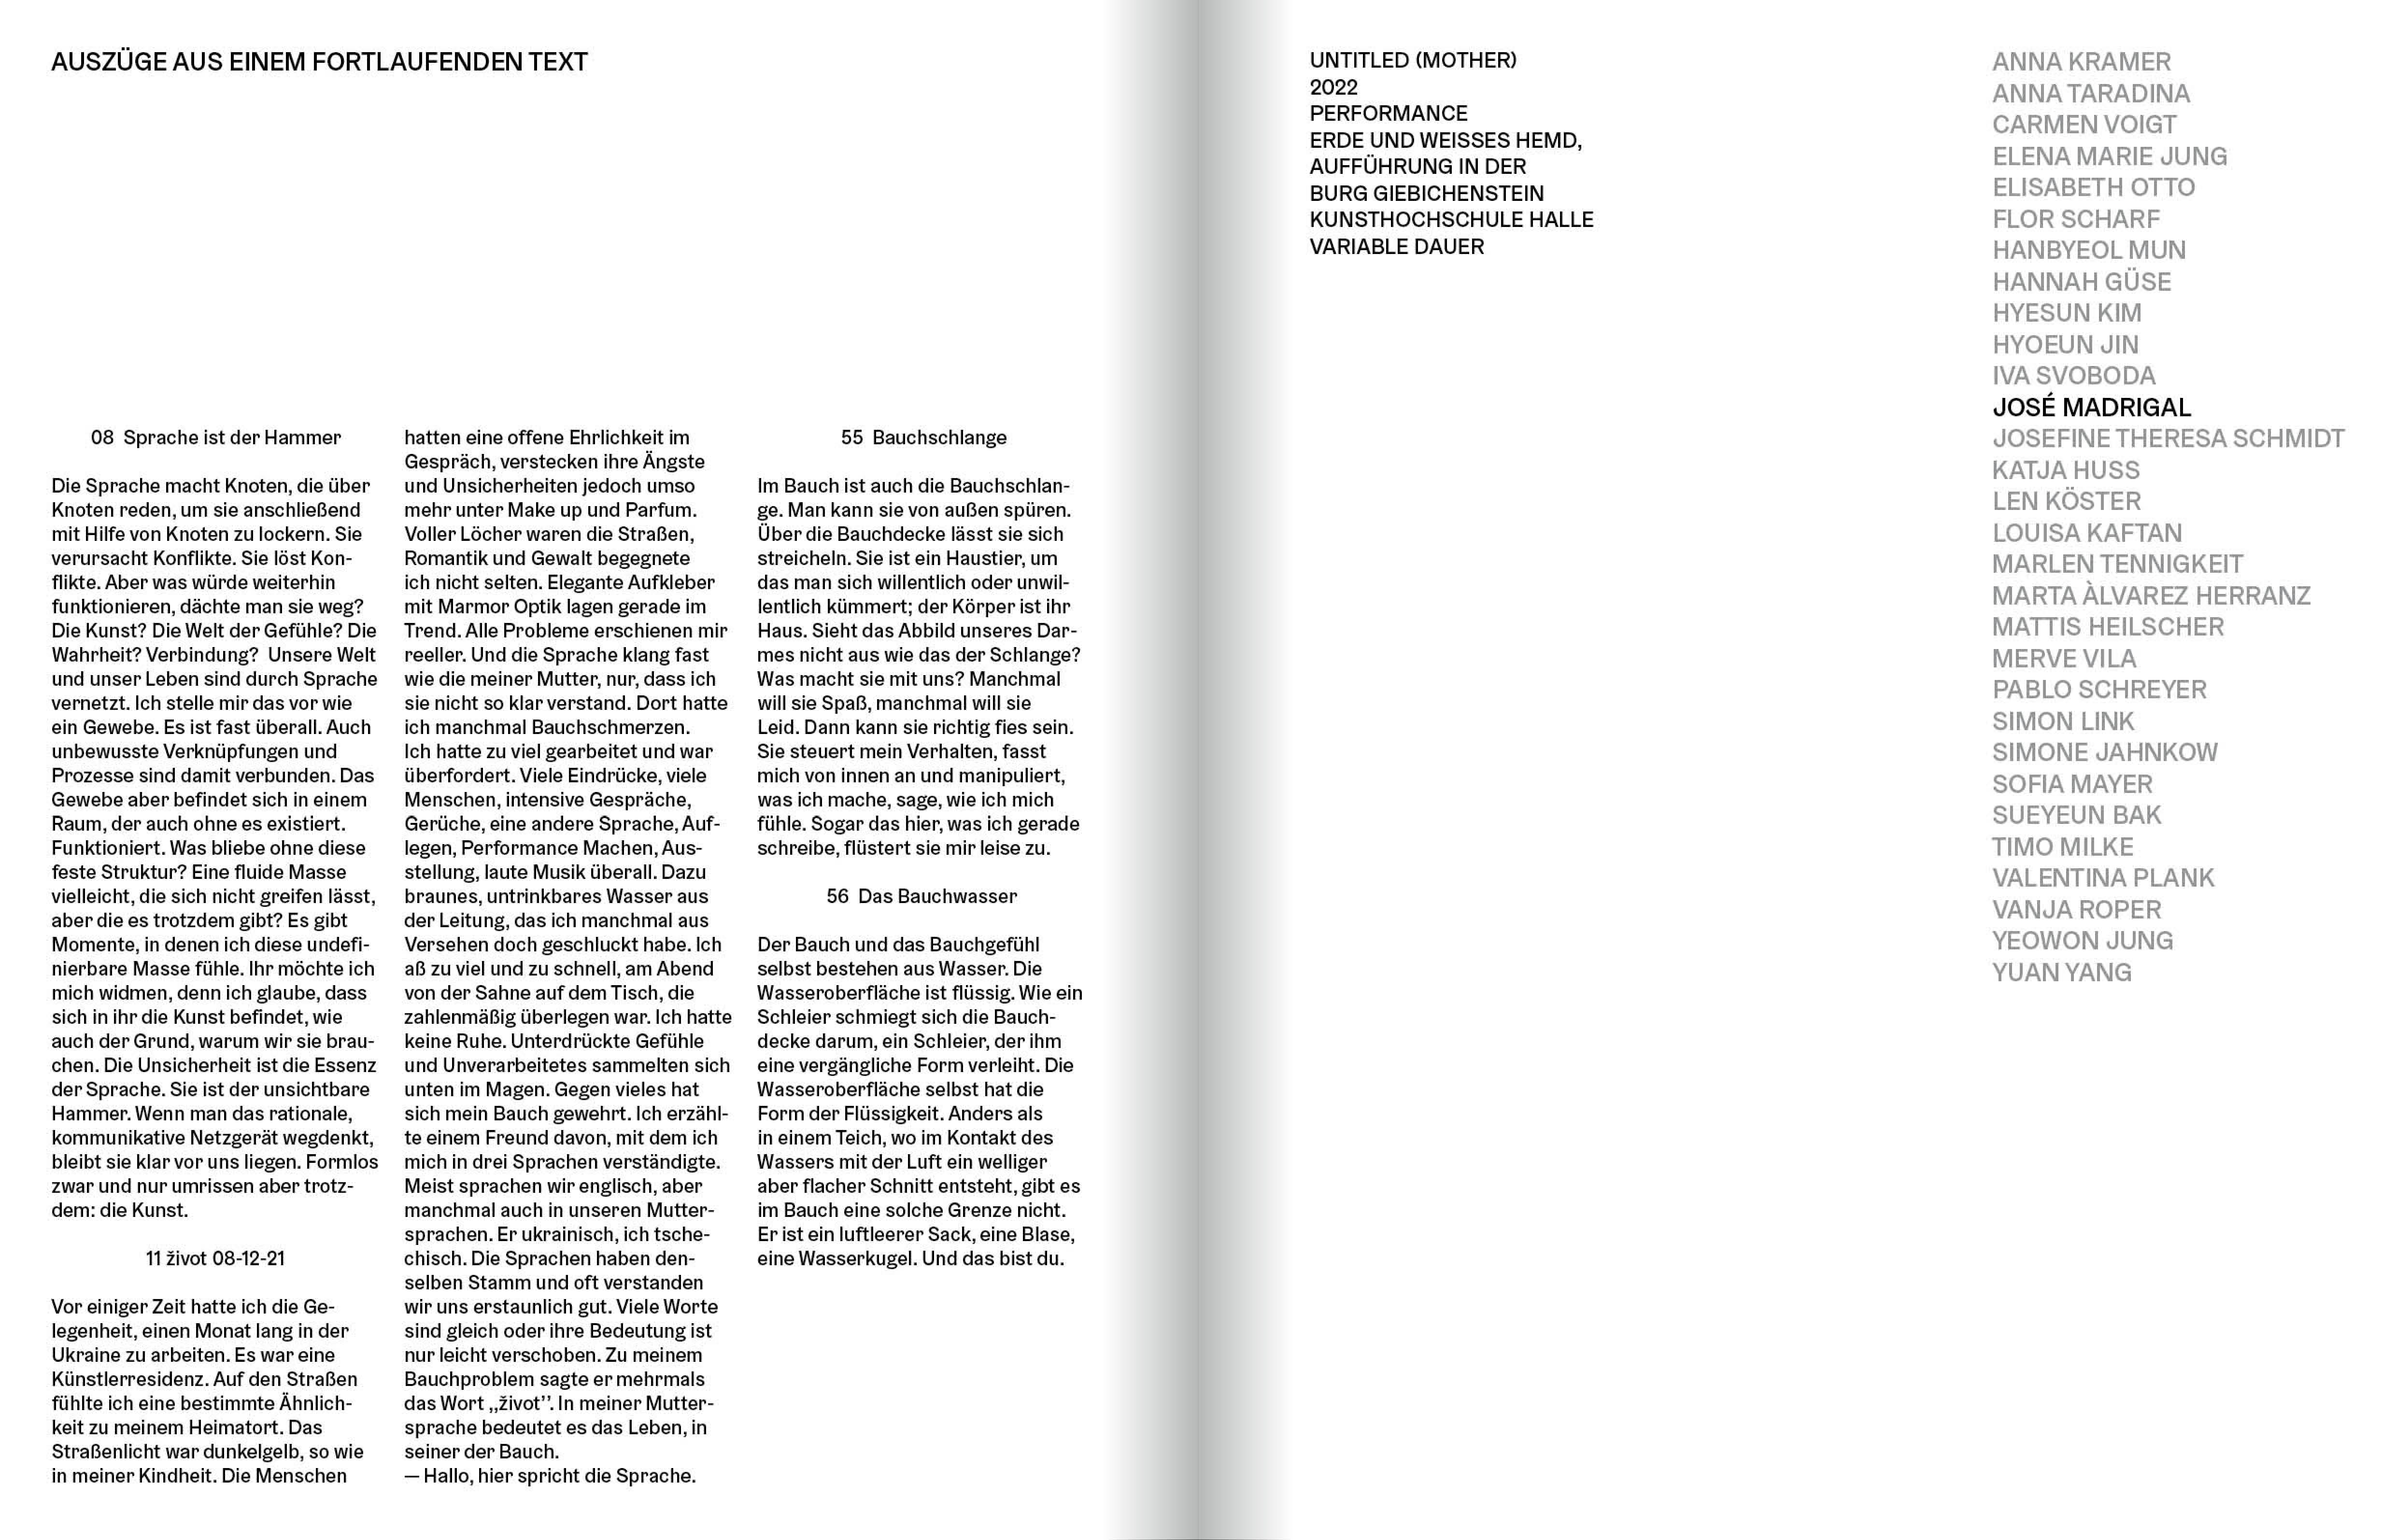 AUSZÜGE AUS EINEM FORTLAUFENDEN TEXT
08 Sprache ist der Hammer
Die Sprache macht Knoten, die über
Knoten reden, um sie anschließend
mit Hilfe von Knoten zu lockern. Sie
verursacht Konflikte. Sie löst Kon-
flikte. Aber was würde weiterhin
funktionieren, dächte man sie weg?
Die Kunst? Die Welt der Gefühle? Die
Wahrheit? Verbindung?  Unsere Welt
und unser Leben sind durch Sprache
vernetzt. Ich stelle mir das vor wie
ein Gewebe. Es ist fast überall. Auch
unbewusste Verknüpfungen und
Prozesse sind damit verbunden. Das
Gewebe aber befindet sich in einem
Raum, der auch ohne es existiert.
Funktioniert. Was bliebe ohne diese
feste Struktur? Eine fluide Masse
vielleicht, die sich nicht greifen lässt,
aber die es trotzdem gibt? Es gibt
Momente, in denen ich diese undefi-
nierbare Masse fühle. Ihr möchte ich
mich widmen, denn ich glaube, dass
sich in ihr die Kunst befindet, wie
auch der Grund, warum wir sie brau-
chen. Die Unsicherheit ist die Essenz
der Sprache. Sie ist der unsichtbare
Hammer. Wenn man das rationale,
kommunikative Netzgerät wegdenkt,
bleibt sie klar vor uns liegen. Formlos
zwar und nur umrissen aber trotz-
dem: die Kunst.
11 život 08-12-21
Vor einiger Zeit hatte ich die Ge-
legenheit, einen Monat lang in der
Ukraine zu arbeiten. Es war eine
Künstlerresidenz. Auf den Straßen
fühlte ich eine bestimmte Ähnlich-
keit zu meinem Heimatort. Das
Straßenlicht war dunkelgelb, so wie
in meiner Kindheit. Die Menschen
hatten eine offene Ehrlichkeit im
Gespräch, verstecken ihre Ängste
und Unsicherheiten jedoch umso
mehr unter Make up und Parfum.
Voller Löcher waren die Straßen,
Romantik und Gewalt begegnete
ich nicht selten. Elegante Aufkleber
mit Marmor Optik lagen gerade im
Trend. Alle Probleme erschienen mir
reeller. Und die Sprache klang fast
wie die meiner Mutter, nur, dass ich
sie nicht so klar verstand. Dort hatte
ich manchmal Bauchschmerzen.
Ich hatte zu viel gearbeitet und war
überfordert. Viele Eindrücke, viele
Menschen, intensive Gespräche,
Gerüche, eine andere Sprache, Auf-
legen, Performance Machen, Aus-
stellung, laute Musik überall. Dazu
braunes, untrinkbares Wasser aus
der Leitung, das ich manchmal aus
Versehen doch geschluckt habe. Ich
aß zu viel und zu schnell, am Abend
von der Sahne auf dem Tisch, die
zahlenmäßig überlegen war. Ich hatte
keine Ruhe. Unterdrückte Gefühle
und Unverarbeitetes sammelten sich
unten im Magen. Gegen vieles hat
sich mein Bauch gewehrt. Ich erzähl-
te einem Freund davon, mit dem ich
mich in drei Sprachen verständigte.
Meist sprachen wir englisch, aber
manchmal auch in unseren Mutter-
sprachen. Er ukrainisch, ich tsche-
chisch. Die Sprachen haben den-
selben Stamm und oft verstanden
wir uns erstaunlich gut. Viele Worte
sind gleich oder ihre Bedeutung ist
nur leicht verschoben. Zu meinem
Bauchproblem sagte er mehrmals
das Wort ,,život’’. In meiner Mutter-
sprache bedeutet es das Leben, in
seiner der Bauch.
— Hallo, hier spricht die Sprache.
55 Bauchschlange
Im Bauch ist auch die Bauchschlan-
ge. Man kann sie von außen spüren.
Über die Bauchdecke lässt sie sich
streicheln. Sie ist ein Haustier, um
das man sich willentlich oder unwil-
lentlich kümmert; der Körper ist ihr
Haus. Sieht das Abbild unseres Dar-
mes nicht aus wie das der Schlange?
Was macht sie mit uns? Manchmal
will sie Spaß, manchmal will sie
Leid. Dann kann sie richtig fies sein.
Sie steuert mein Verhalten, fasst
mich von innen an und manipuliert,
was ich mache, sage, wie ich mich
fühle. Sogar das hier, was ich gerade
schreibe, flüstert sie mir leise zu.
56 Das Bauchwasser
Der Bauch und das Bauchgefühl
selbst bestehen aus Wasser. Die
Wasseroberfläche ist flüssig. Wie ein
Schleier schmiegt sich die Bauch-
decke darum, ein Schleier, der ihm
eine vergängliche Form verleiht. Die
Wasseroberfläche selbst hat die
Form der Flüssigkeit. Anders als
in einem Teich, wo im Kontakt des
Wassers mit der Luft ein welliger
aber flacher Schnitt entsteht, gibt es
im Bauch eine solche Grenze nicht.
Er ist ein luftleerer Sack, eine Blase,
eine Wasserkugel. Und das bist du.
UNTITLED (MOTHER)
2022
PERFORMANCE
ERDE UND WEISSES HEMD,
AUFFÜHRUNG IN DER
BURG GIEBICHENSTEIN
KUNSTHOCHSCHULE HALLE
VARIABLE DAUER
ANNA KRAMER
ANNA TARADINA
CARMEN VOIGT
ELENA MARIE JUNG
ELISABETH OTTO
FLOR SCHARF
HANBYEOL MUN
HANNAH GÜSE
HYESUN KIM
HYOEUN JIN
IVA SVOBODA
JOSÉ MADRIGAL
JOSEFINE THERESA SCHMIDT
KATJA HUSS
LEN KÖSTER
LOUISA KAFTAN
MARLEN TENNIGKEIT
MARTA ÀLVAREZ HERRANZ
MATTIS HEILSCHER
MERVE VILA
PABLO SCHREYER
SIMON LINK
SIMONE JAHNKOW
SOFIA MAYER
SUEYEUN BAK
TIMO MILKE
VALENTINA PLANK
VANJA ROPER
YEOWON JUNG
YUAN YANG